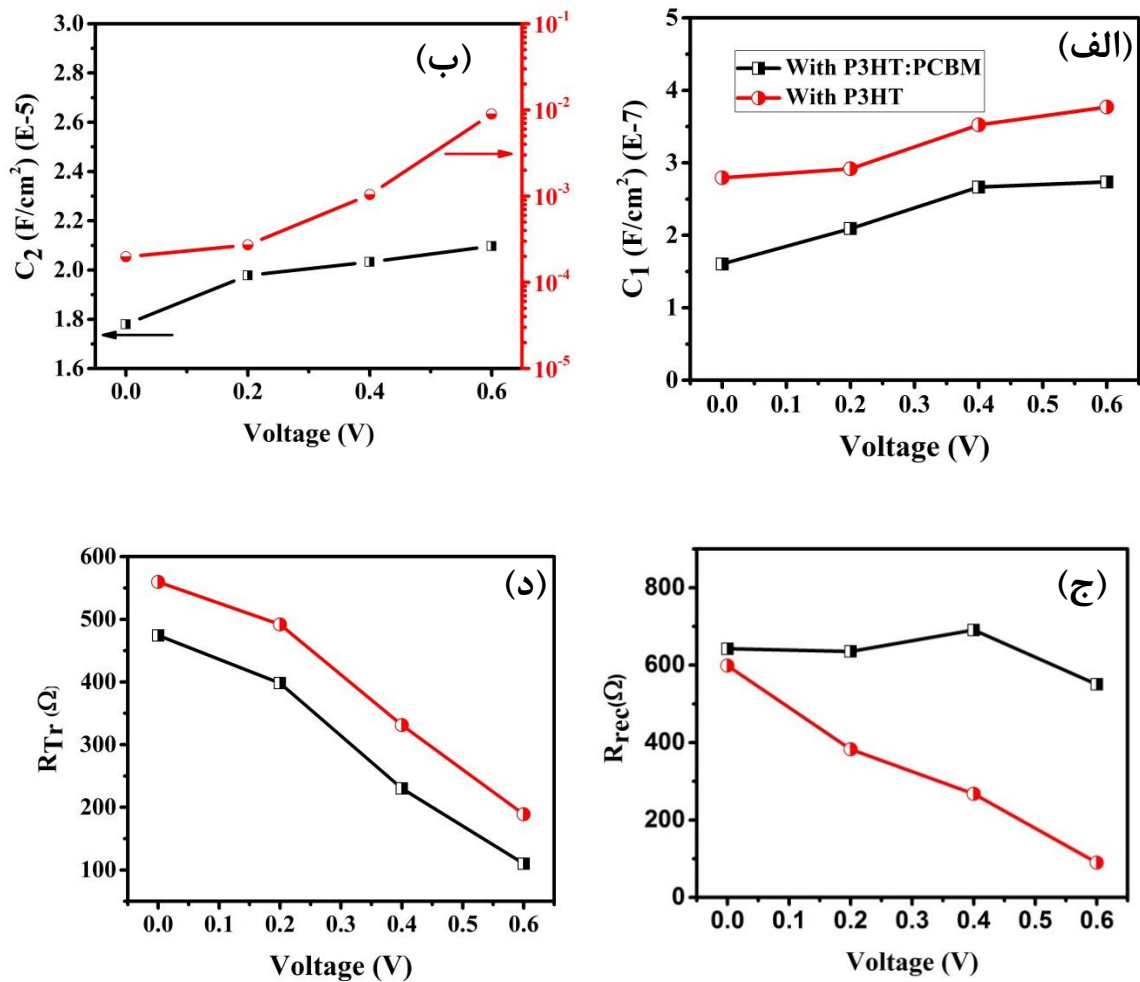 (ب)
C2 (F/cm2) (E-5)
3.0
2.8
2.6
2.4
2.2
2.0
1.8
1.6
10-1
10-2
10-3
10-4
10-5
0.0 0.2 0.4 0.6
Voltage (V)
(الف)
With P3HT:PCBM
With P3HT
C1 (F/cm2) (E-7)
5
4
3
2
1
0
0.0 0.1 0.2 0.3 0.4 0.5 0.6
Voltage (V)
(د)
RTr (Ω)
600
500
400
300
200
100
0.0 0.1 0.2 0.3 0.4 0.5 0.6
Voltage (V)
(ج)
Rrec(Ω)
800
600
400
200
0
0.0 0.1 0.2 0.3 0.4 0.5 0.6
Voltage (V)